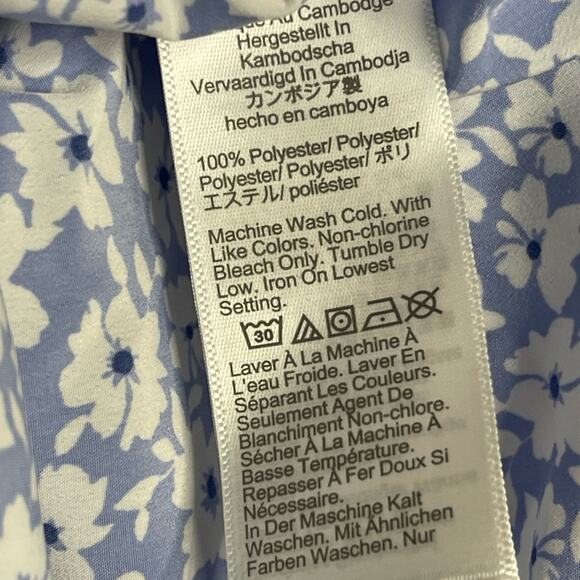 Au Cambodge
Hergestellt In
Kambodscha
Vervaardigd In Cambodja
カンボジア製
hecho en camboya
100% Polyester/ Polyester/
Polyester/ Polyester/ ポリ
エステル/ poliéster
Machine Wash Cold. With
Like Colors. Non-chlorine
Bleach Only. Tumble Dry
Low. Iron On Lowest
Setting.
30
Laver À La Machine À
L'eau Froide. Laver En
Séparant Les Couleurs.
Seulement Agent De
Blanchiment Non-chlore.
Sécher À La Machine À
Basse Température.
Repasser À Fer Doux Si
Nécessaire.
In Der Maschine Kalt
Waschen. Mit Ähnlichen
Farben Waschen. Nur